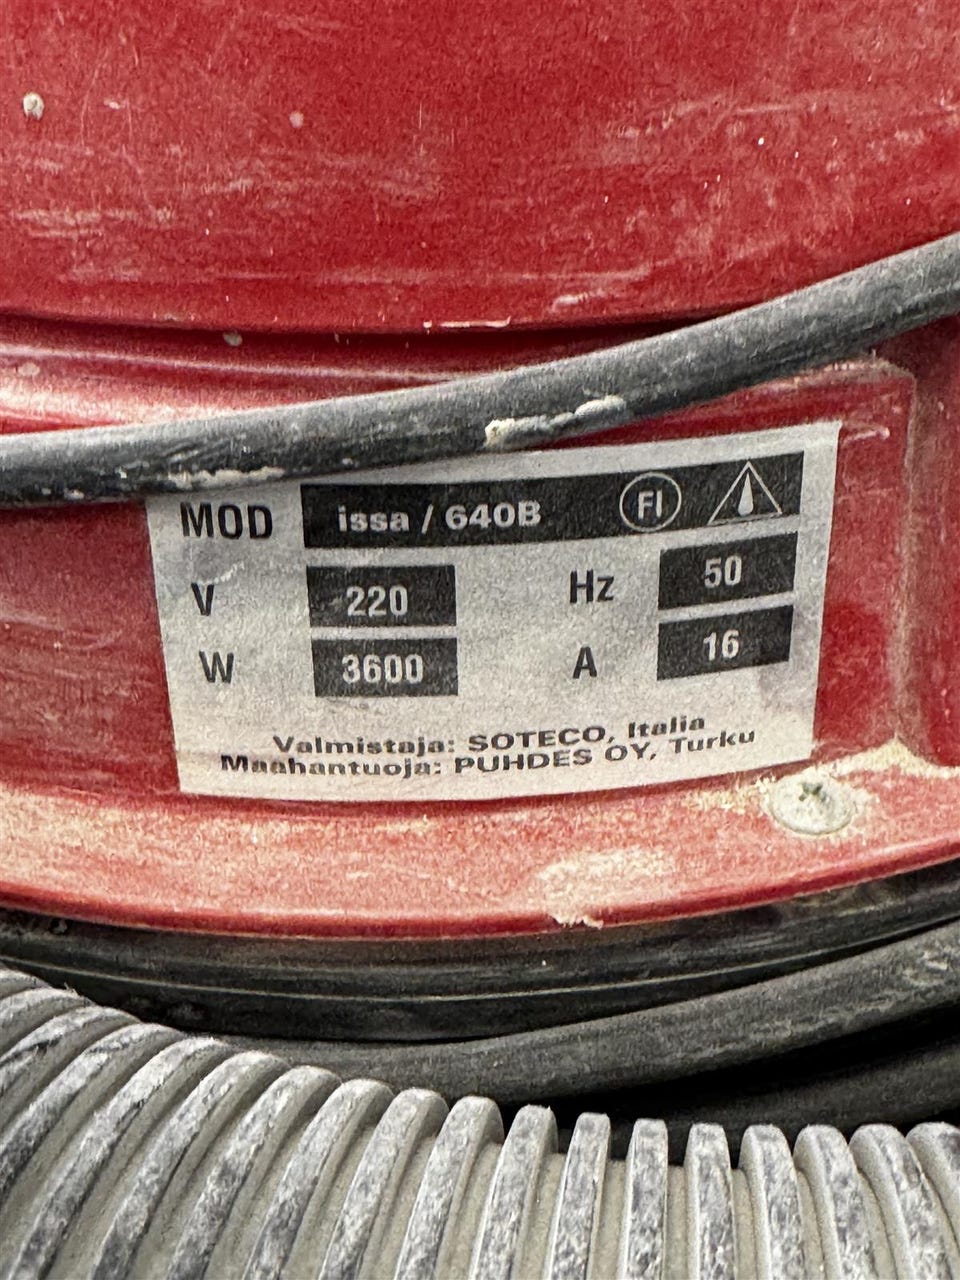 MOD issa / 640B FI
V 220 Hz 50
W 3600 A 16
Valmistaja: SOTECO, Italia
Maahantuoja: PUHDES OY, Turku